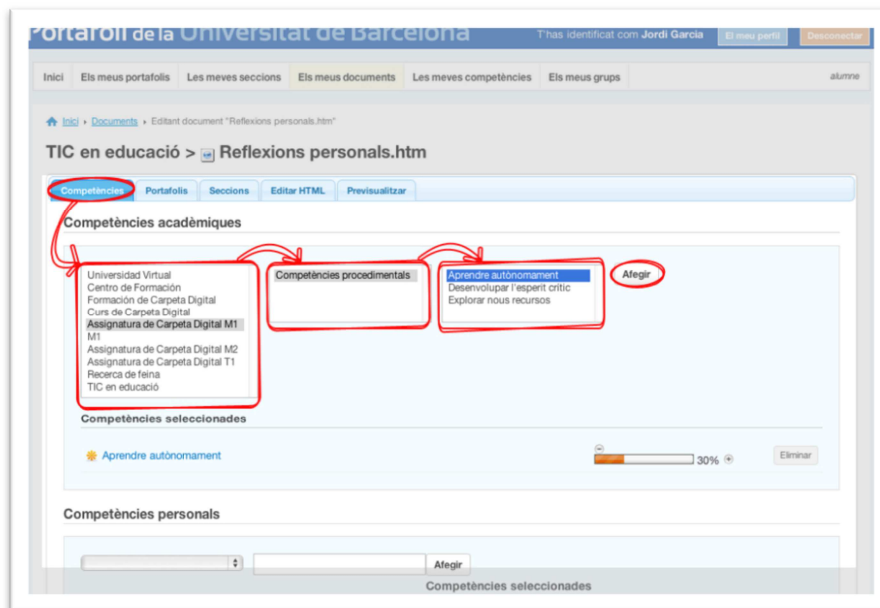 Portafoli de la Universitat de Barcelona
T'has identificat com Jordi Garcia
El meu perfil
Desconectar
Inici
Els meus portafolis
Les meves seccions
Els meus documents
Les meves competències
Els meus grups
alumne
Inici › Documents › Editant document "Reflexions personals.htm"
TIC en educació > Reflexions personals.htm
Competències
Portafolis
Seccions
Editar HTML
Previsualitzar
Competències acadèmiques
Universidad Virtual
Centro de Formación
Formación de Carpeta Digital
Curs de Carpeta Digital
Assignatura de Carpeta Digital M1
M1
Assignatura de Carpeta Digital M2
Assignatura de Carpeta Digital T1
Recerca de feina
TIC en educació
Competències procedimentals
Aprendre autònomament
Desenvolupar l'esperit crític
Explorar nous recursos
Afegir
Competències seleccionades
Aprendre autònomament
30%
Eliminar
Competències personals
Afegir
Competències seleccionades